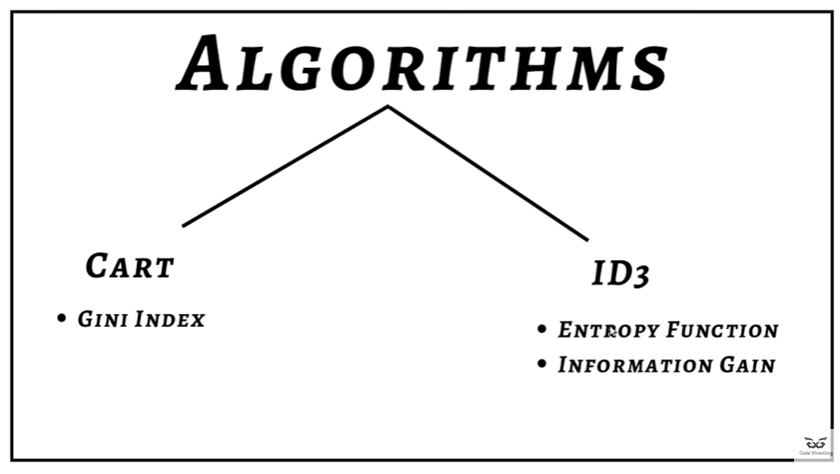 Algorithms
Cart
ID3
• Gini Index
• Entropy Function
• Information Gain